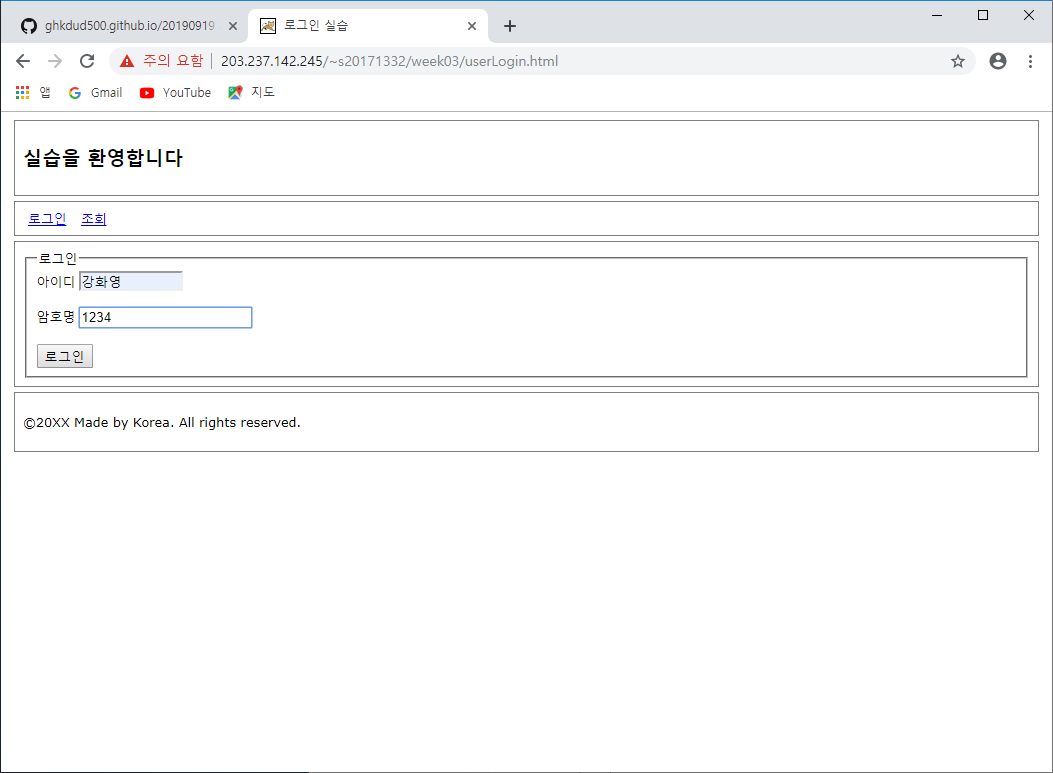 ghkdud500.github.io/20190919
로그인 실습
주의 요함 | 203.237.142.245/~s20171332/week03/userLogin.html
앱 Gmail YouTube 지도
실습을 환영합니다
로그인 조회
로그인
아이디 강화영
암호명 1234
로그인
©20XX Made by Korea. All rights reserved.